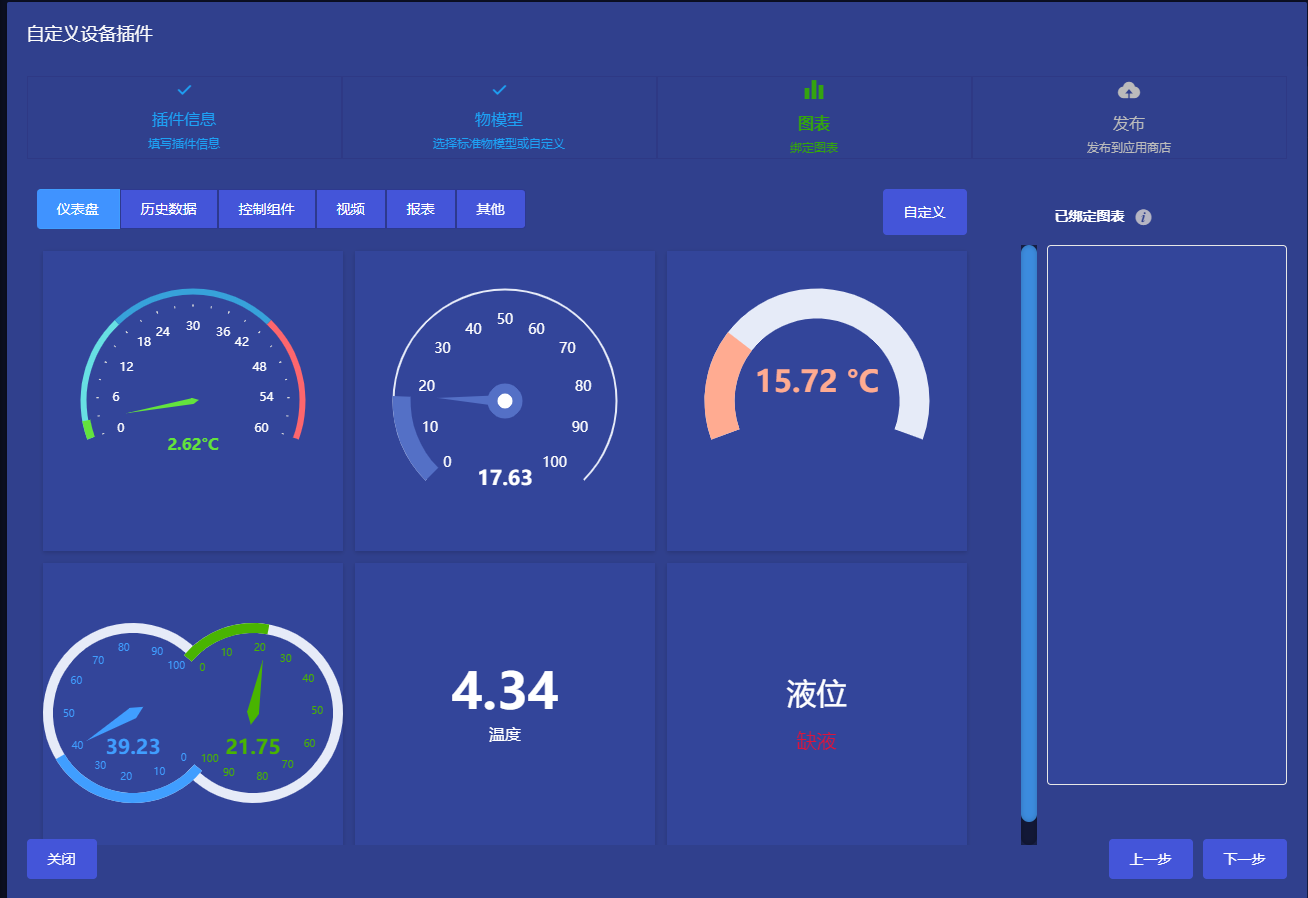 自定义设备插件
插件信息
填写插件信息
物模型
选择标准物模型或自定义
图表
绑定图表
发布
发布到应用商店
仪表盘
历史数据
控制组件
视频
报表
其他
自定义
已绑定图表
i
0
6
12
18
24
30
36
42
48
54
60
2.62°C
0
10
20
30
40
50
60
70
80
90
100
17.63
15.72 °C
0
10
20
30
40
50
60
70
80
90
100
39.23
0
10
20
30
40
50
60
70
80
90
100
21.75
4.34
温度
液位
缺液
关闭
上一步
下一步